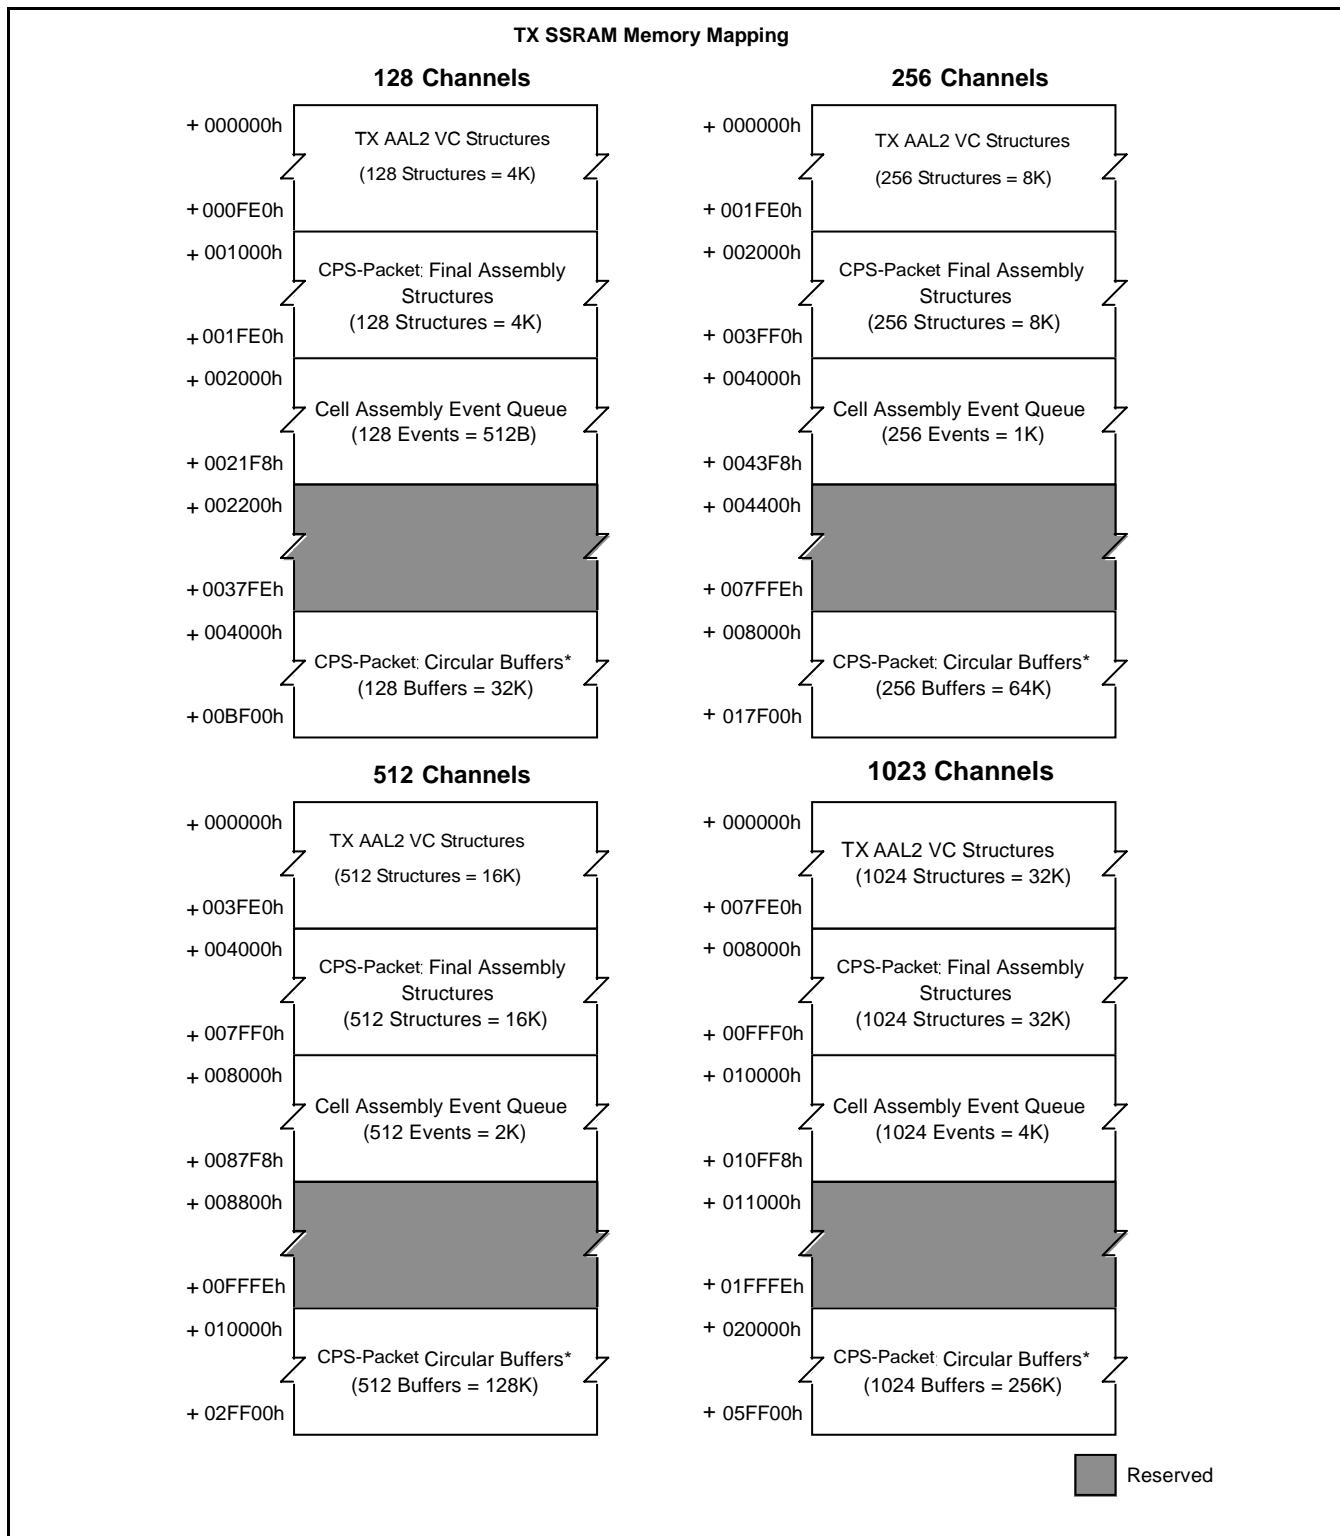 TX SSRAM Memory Mapping
128 Channels
+ 000000h
TX AAL2 VC Structures
(128 Structures = 4K)
+ 000FE0h
+ 001000h
CPS-Packet: Final Assembly
Structures
(128 Structures = 4K)
+ 001FE0h
+ 002000h
Cell Assembly Event Queue
(128 Events = 512B)
+ 0021F8h
+ 002200h
+ 0037FEh
+ 004000h
CPS-Packet: Circular Buffers*
(128 Buffers = 32K)
+ 00BF00h
256 Channels
+ 000000h
TX AAL2 VC Structures
(256 Structures = 8K)
+ 001FE0h
+ 002000h
CPS-Packet Final Assembly
Structures
(256 Structures = 8K)
+ 003FF0h
+ 004000h
Cell Assembly Event Queue
(256 Events = 1K)
+ 0043F8h
+ 004400h
+ 007FFEh
+ 008000h
CPS-Packet: Circular Buffers*
(256 Buffers = 64K)
+ 017F00h
512 Channels
+ 000000h
TX AAL2 VC Structures
(512 Structures = 16K)
+ 003FE0h
+ 004000h
CPS-Packet: Final Assembly
Structures
(512 Structures = 16K)
+ 007FF0h
+ 008000h
Cell Assembly Event Queue
(512 Events = 2K)
+ 0087F8h
+ 008800h
+ 00FFFEh
+ 010000h
CPS-Packet Circular Buffers*
(512 Buffers = 128K)
+ 02FF00h
1023 Channels
+ 000000h
TX AAL2 VC Structures
(1024 Structures = 32K)
+ 007FE0h
+ 008000h
CPS-Packet: Final Assembly
Structures
(1024 Structures = 32K)
+ 00FFF0h
+ 010000h
Cell Assembly Event Queue
(1024 Events = 4K)
+ 010FF8h
+ 011000h
+ 01FFFEh
+ 020000h
CPS-Packet: Circular Buffers*
(1024 Buffers = 256K)
+ 05FF00h
Reserved